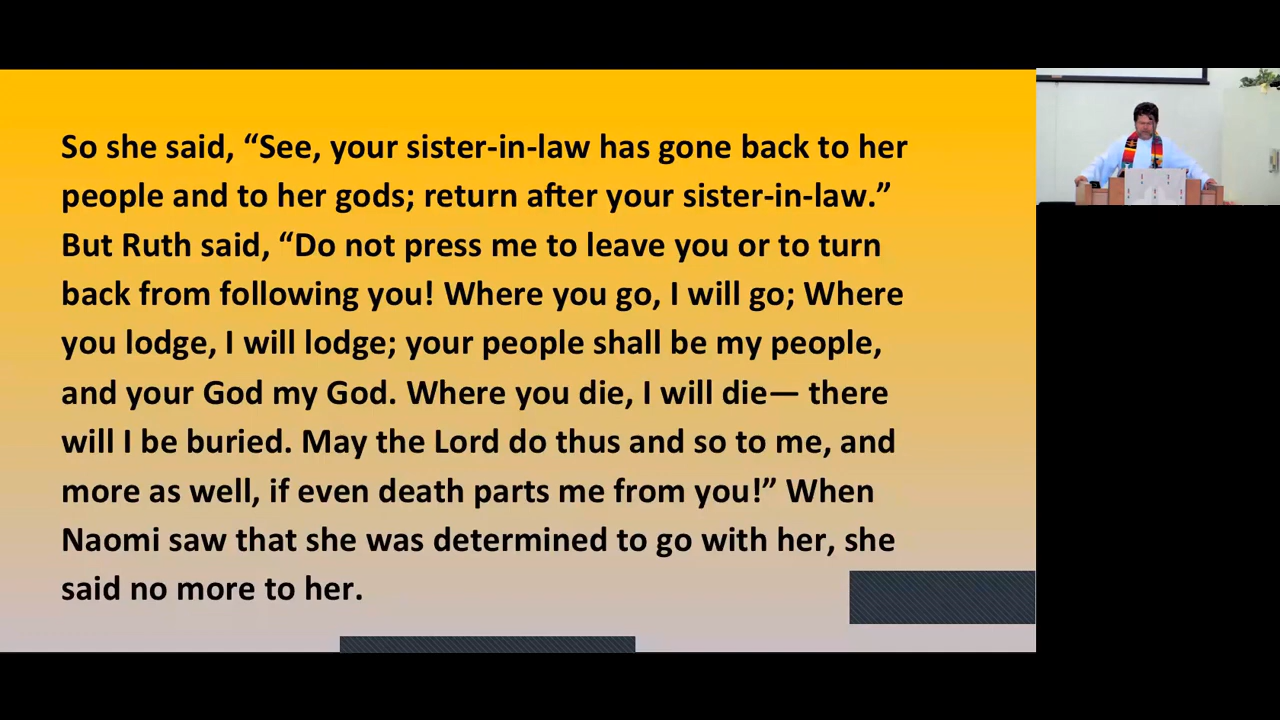 So she said, “See, your sister-in-law has gone back to her
people and to her gods; return after your sister-in-law.”
But Ruth said, “Do not press me to leave you or to turn
back from following you! Where you go, I will go; Where
you lodge, I will lodge; your people shall be my people,
and your God my God. Where you die, I will die— there
will I be buried. May the Lord do thus and so to me, and
more as well, if even death parts me from you!” When
Naomi saw that she was determined to go with her, she
said no more to her.